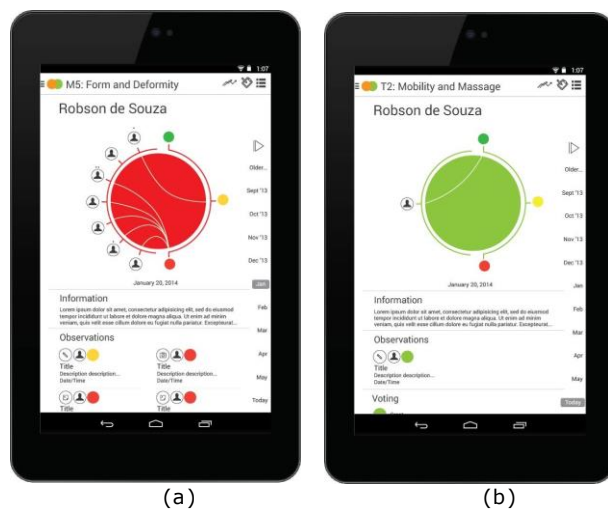 1:07
M5: Form and Deformity
Robson de Souza
Older...
Sept '13
Oct '13
Nov '13
Dec '13
January 20, 2014
Jan
Information
Lorem ipsum dolor sit amet, consectetur adipisicing elit, sed do eiusmod
tempor incididunt ut labore et dolore magna aliqua. Ut enim ad minim
veniam, quis velit esse cillum dolore eu fugiat nulla pariatur. Excepteurat...
Feb
Mar
Observations
Title
Title
Description description...
Description description...
Date/Time
Date/Time
Apr
May
Title
Title
Today
(a)
1:07
T2: Mobility and Massage
Robson de Souza
Older...
Sept '13
Oct '13
Nov '13
Dec '13
January 20, 2014
Jan
Information
Lorem ipsum dolor sit amet, consectetur adipisicing elit, sed do eiusmod
tempor incididunt ut labore et dolore magna aliqua. Ut enim ad minim
veniam, quis velit esse cillum dolore eu fugiat nulla pariatur. Excepteurat...
Feb
Mar
Observations
Title
Description description...
Date/Time
Apr
May
Voting
Today
(b)